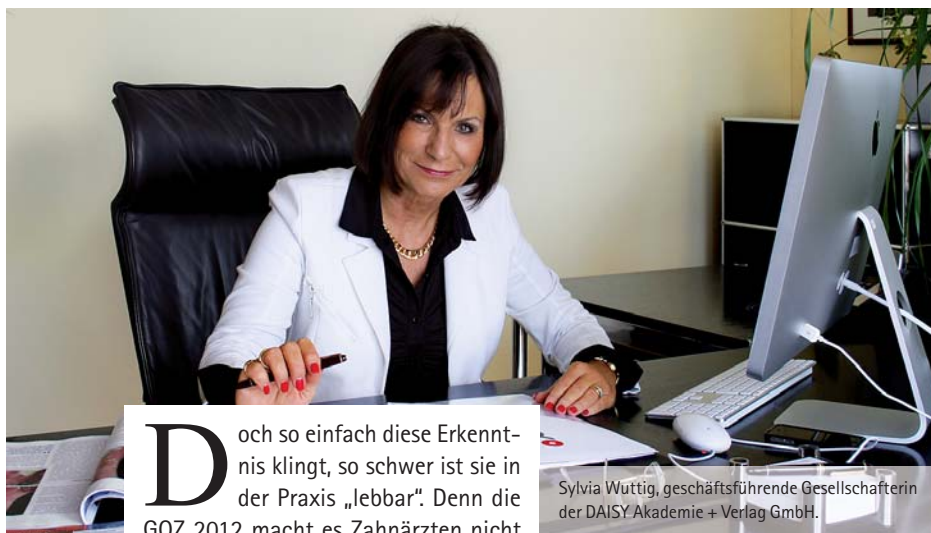 Doch so einfach diese Erkennt-
nis klingt, so schwer ist sie in
der Praxis „lebbar“. Denn die
GOZ 2012 macht es Zahnärzten nicht
Sylvia Wuttig, geschäftsführende Gesellschafterin
der DAISY Akademie + Verlag GmbH.